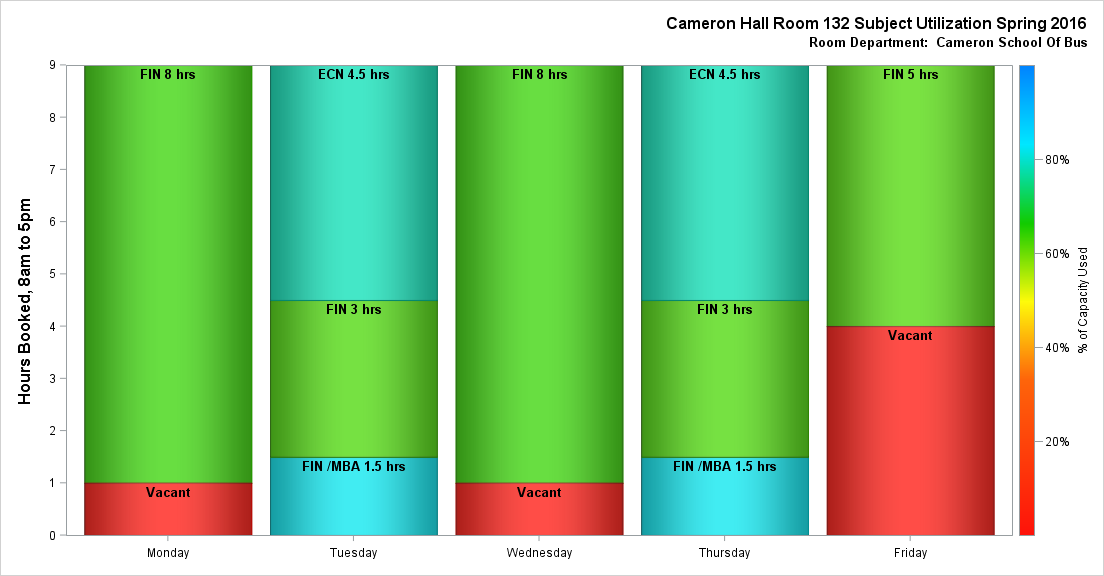 Cameron Hall Room 132 Subject Utilization Spring 2016
Room Department:  Cameron School Of Bus
Hours Booked, 8am to 5pm
9
8
7
6
5
4
3
2
1
0
FIN 8 hrs
Vacant
ECN 4.5 hrs
FIN 3 hrs
FIN /MBA 1.5 hrs
FIN 8 hrs
Vacant
ECN 4.5 hrs
FIN 3 hrs
FIN /MBA 1.5 hrs
FIN 5 hrs
Vacant
Monday
Tuesday
Wednesday
Thursday
Friday
80%
60%
40%
20%
% of Capacity Used